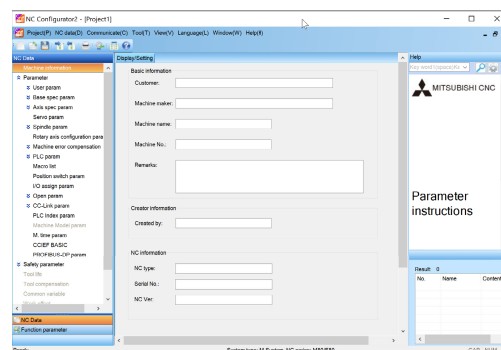 NC Configurator2 - [Project1]
Project(P) NC data(D) Communicate(C) Tool(T) View(V) Language(L) Window(W) Help(H)
NC Data
Machine information
Parameter
User param
Base spec param
Axis spec param
Servo param
Spindle param
Rotary axis configuration para
Machine error compensation
PLC param
Macro list
Position switch param
I/O assign param
Open param
CC-Link param
PLC Index param
Machine Model param
M. time param
CCIEF BASIC
PROFIBUS-DP param
Safety parameter
Tool life
Tool compensation
Common variable
NC Data
Function parameter
Display/Setting
Basic information
Customer:
Machine maker:
Machine name:
Machine No.:
Remarks:
Creator information
Created by:
NC information
NC type:
Serial No.:
NC Ver:
Help
MITSUBISHI CNC
Parameter
instructions
Result 0
No. Name Content
Ready